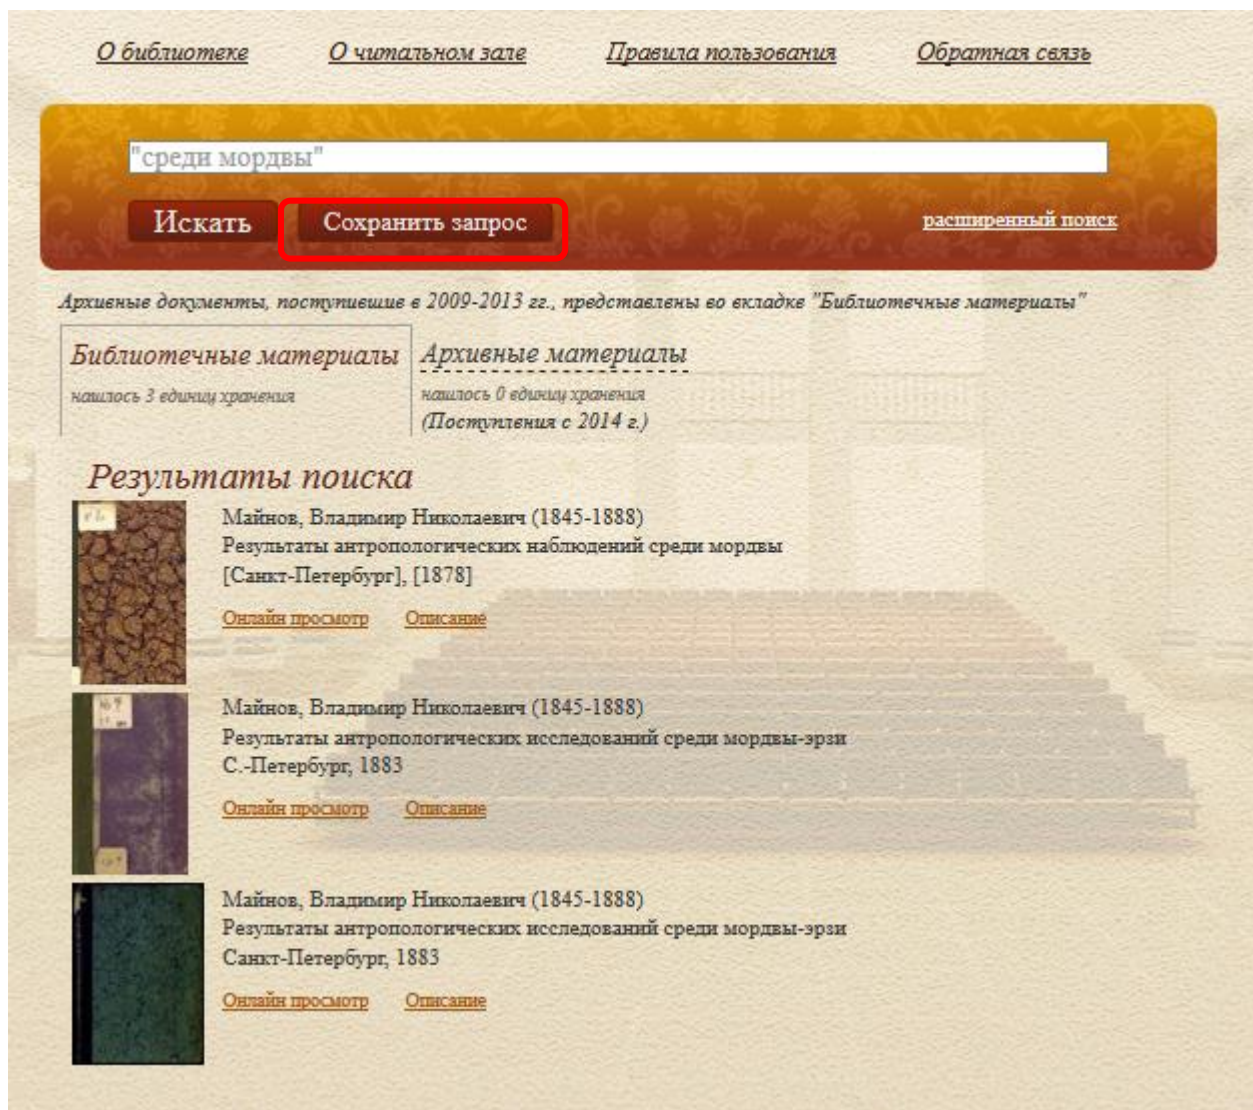 О библиотеке О читальном зале Правила пользования Обратная связь
"среди мордвы"
Искать Сохранить запрос расширенный поиск
Архивные документы, поступившие в 2009-2013 гг., представлены во вкладке "Библиотечные материалы"
Библиотечные материалы Архивные материалы
нашлось 3 единиц хранения нашлось 0 единиц хранения
(Поступления с 2014 г.)
Результаты поиска
Майнов, Владимир Николаевич (1845-1888)
Результаты антропологических наблюдений среди мордвы
[Санкт-Петербург], [1878]
Онлайн просмотр Описание
Майнов, Владимир Николаевич (1845-1888)
Результаты антропологических исследований среди мордвы-эрзи
С.-Петербург, 1883
Онлайн просмотр Описание
Майнов, Владимир Николаевич (1845-1888)
Результаты антропологических исследований среди мордвы-эрзи
Санкт-Петербург, 1883
Онлайн просмотр Описание